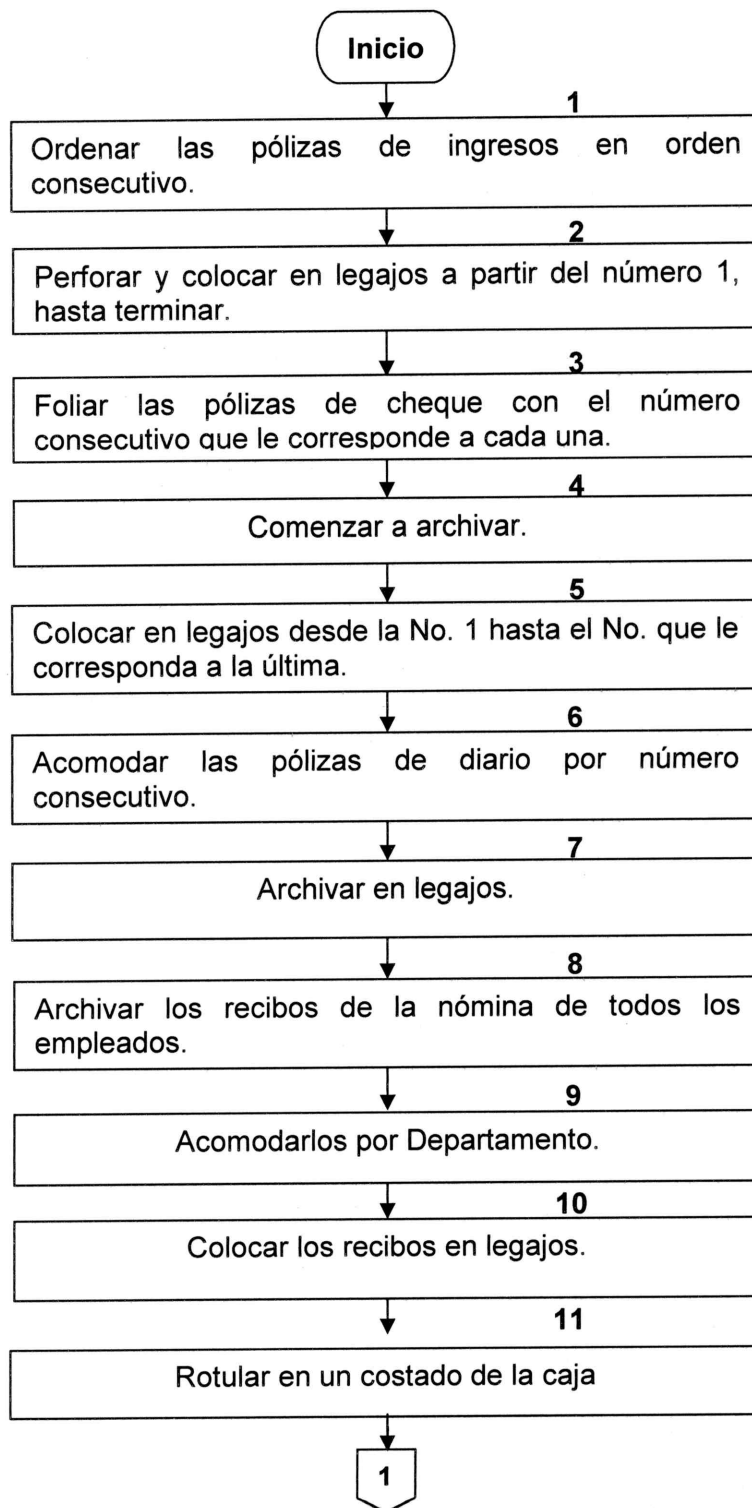 Inicio
1
Ordenar las pólizas de ingresos en orden
consecutivo.
2
Perforar y colocar en legajos a partir del número 1,
hasta terminar.
3
Foliar las pólizas de cheque con el número
consecutivo que le corresponde a cada una.
4
Comenzar a archivar.
5
Colocar en legajos desde la No. 1 hasta el No. que le
corresponda a la última.
6
Acomodar las pólizas de diario por número
consecutivo.
7
Archivar en legajos.
8
Archivar los recibos de la nómina de todos los
empleados.
9
Acomodarlos por Departamento.
10
Colocar los recibos en legajos.
11
Rotular en un costado de la caja
1